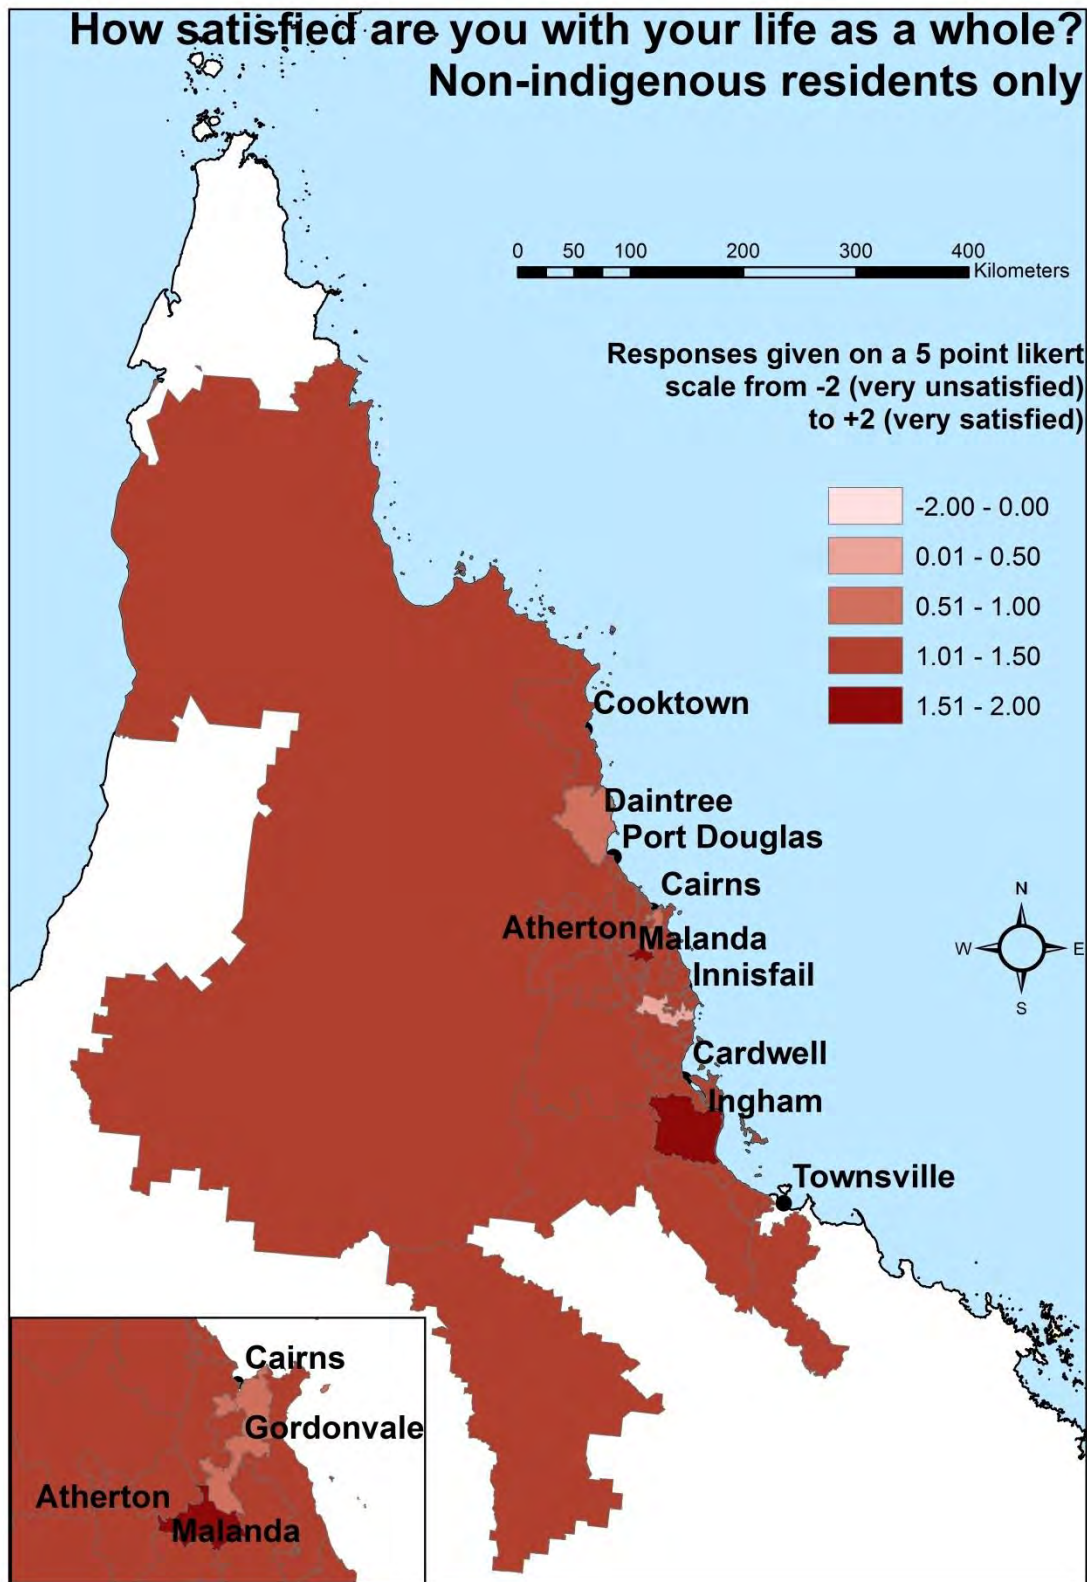 How satisfied are you with your life as a whole?
Non-indigenous residents only
0 50 100 200 300 400
Kilometers
Responses given on a 5 point likert
scale from -2 (very unsatisfied)
to +2 (very satisfied)
-2.00 - 0.00
0.01 - 0.50
0.51 - 1.00
1.01 - 1.50
1.51 - 2.00
Cooktown
Daintree
Port Douglas
Cairns
Atherton
Malanda
Innisfail
N
W E
S
Cardwell
Ingham
Townsville
Cairns
Gordonvale
Atherton
Malanda